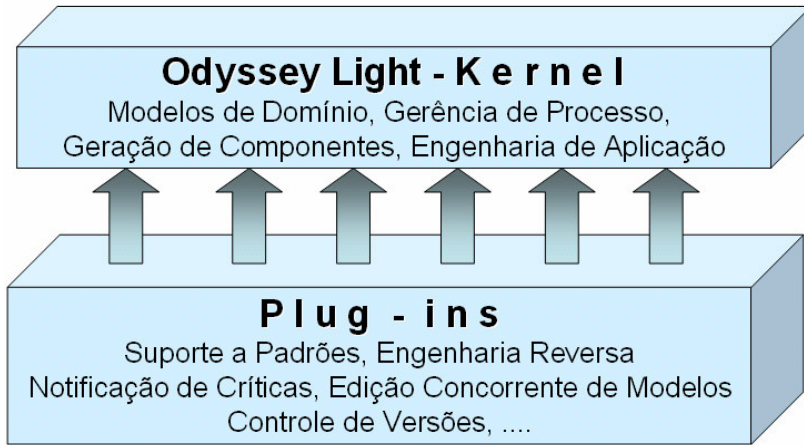 Odyssey Light - K e r n e l
Modelos de Domínio, Gerência de Processo,
Geração de Componentes, Engenharia de Aplicação
P l u g - i n s
Suporte a Padrões, Engenharia Reversa
Notificação de Críticas, Edição Concorrente de Modelos
Controle de Versões, ....